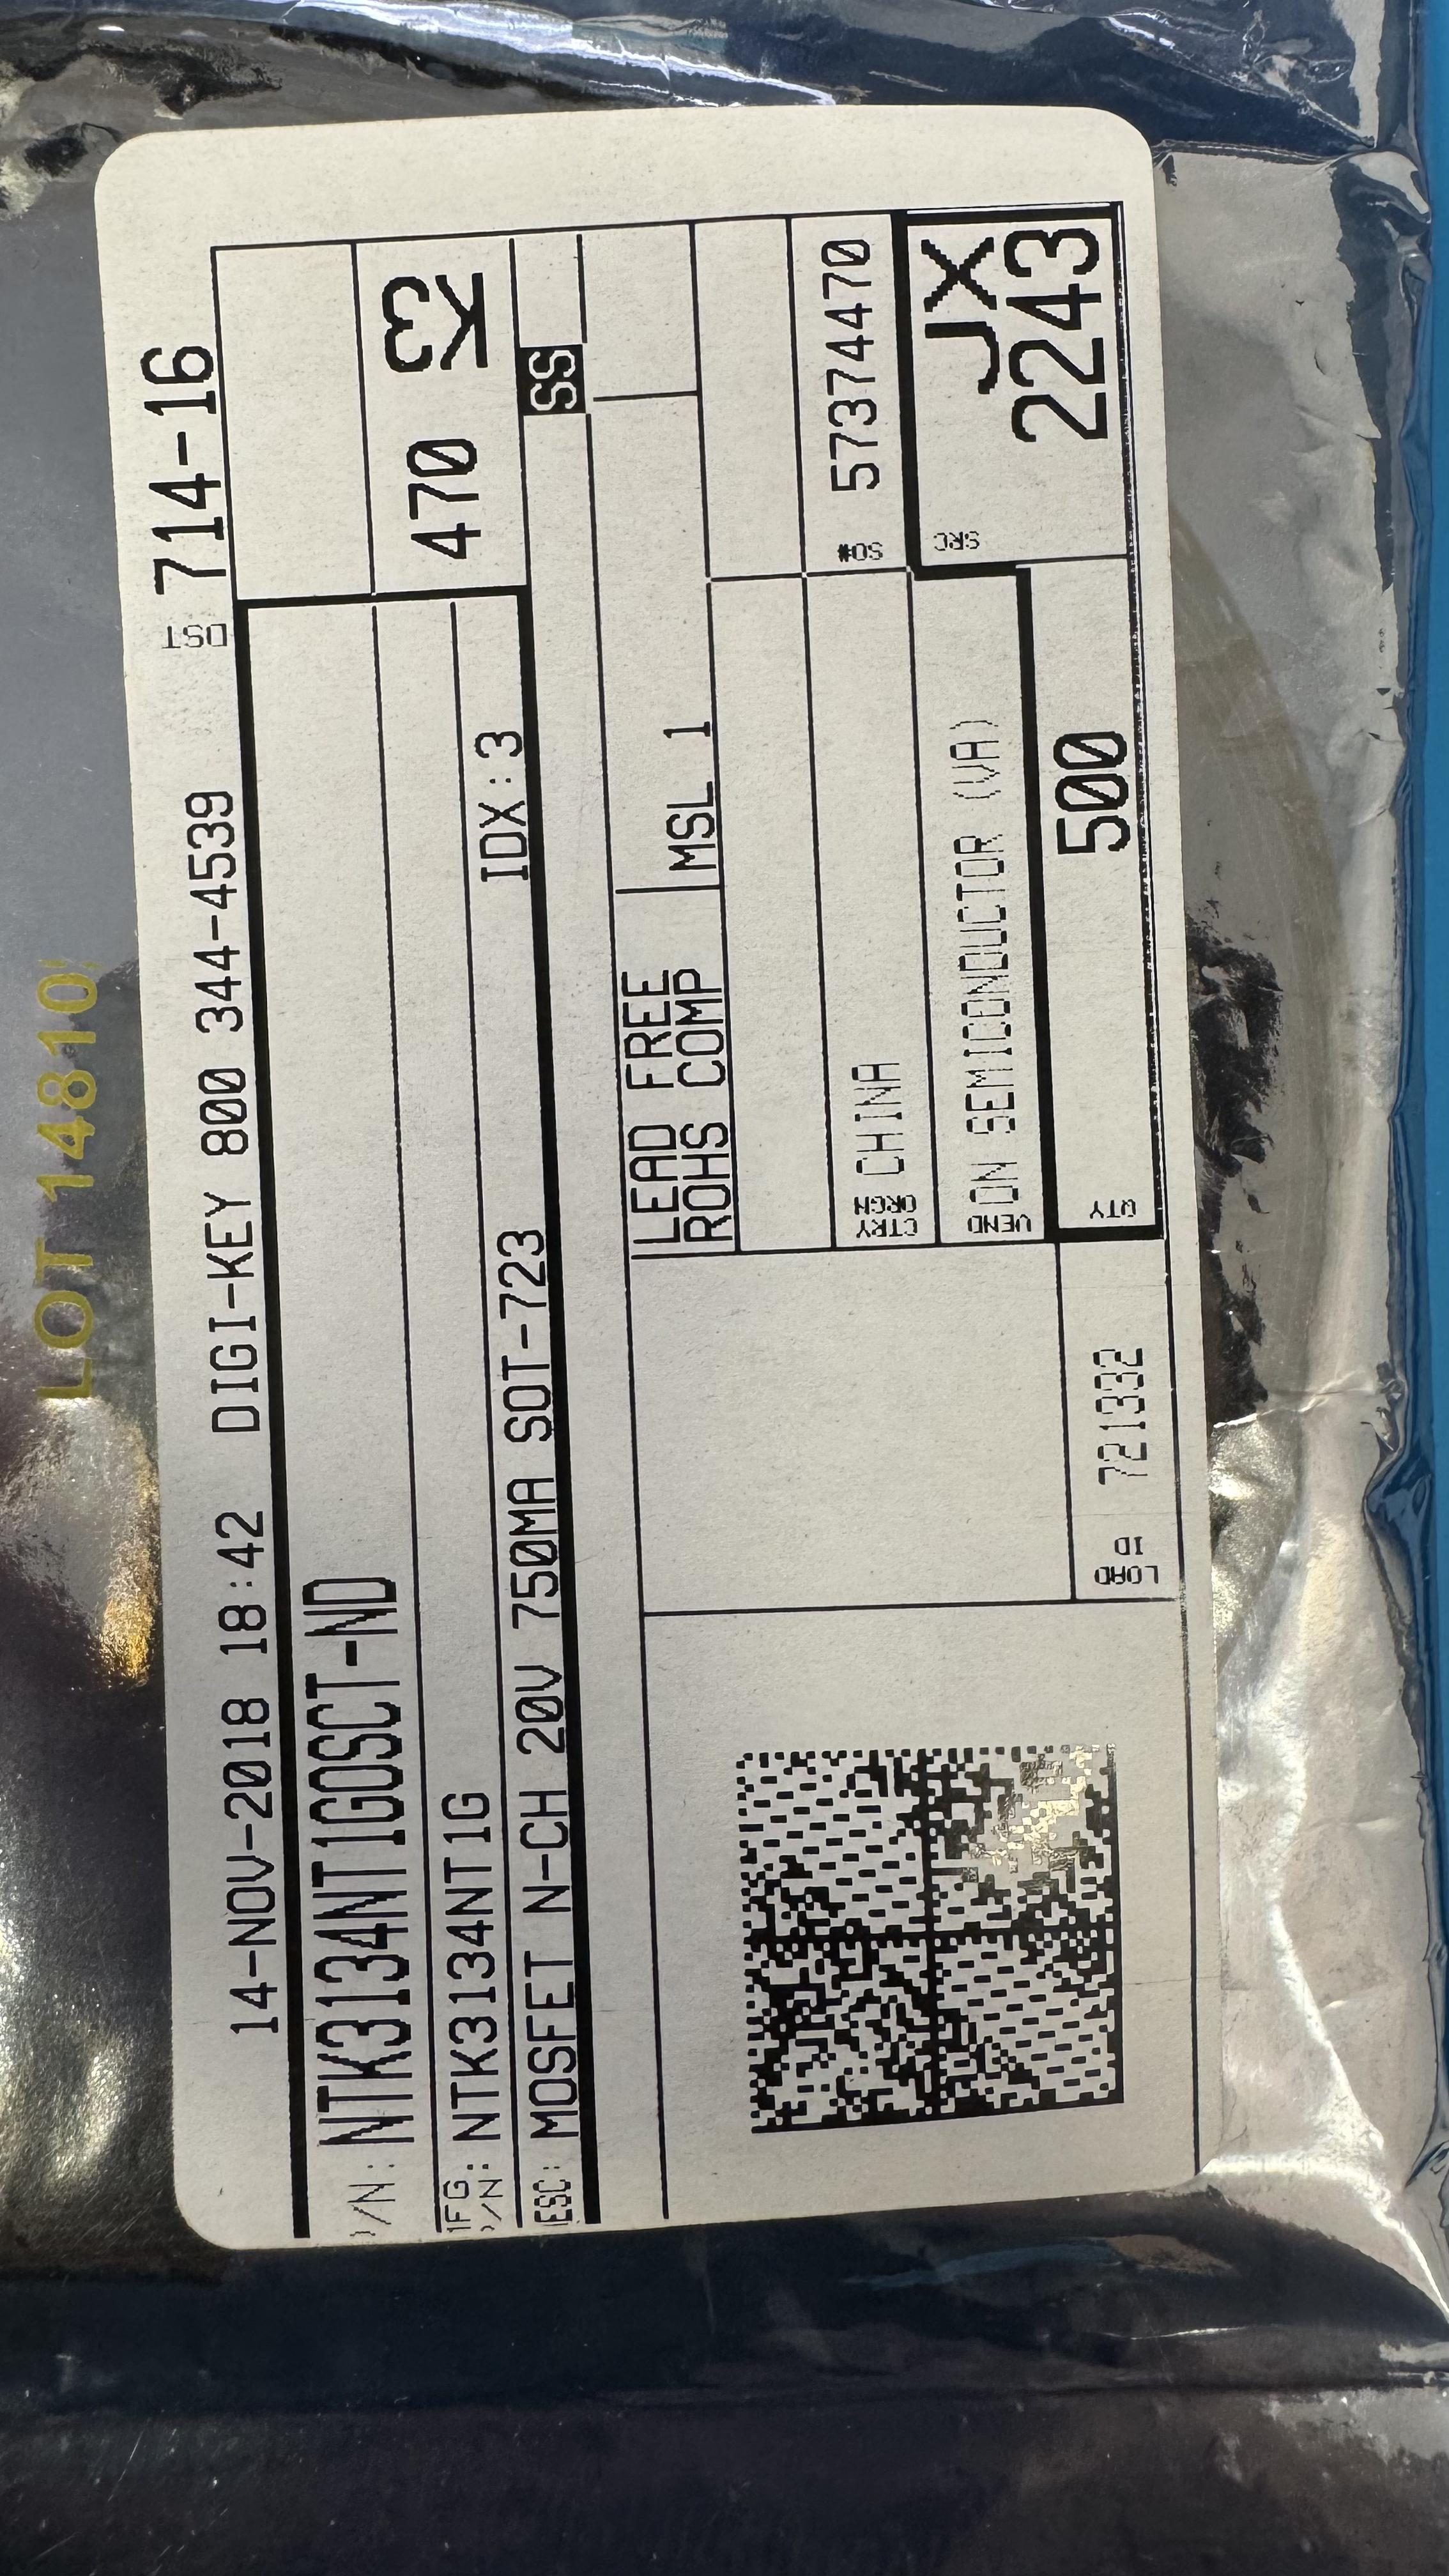 LOT 14810
DST 714-16
14-NOV-2018 18:42 DIGI-KEY 800 344-4539
P/N: NTK3134NT1GOSCT-ND
MFG P/N: NTK3134NT1G IDX:3
470
DESC: MOSFET N-CH 20V 750MA SOT-723
SS
LEAD FREE
ROHS COMP
MSL 1
SO# 57374470
CTRY ORGN CHINA
VEND ON SEMICONDUCTOR (VA)
SRC JX
2243
QTY 500
LOAD ID 721332